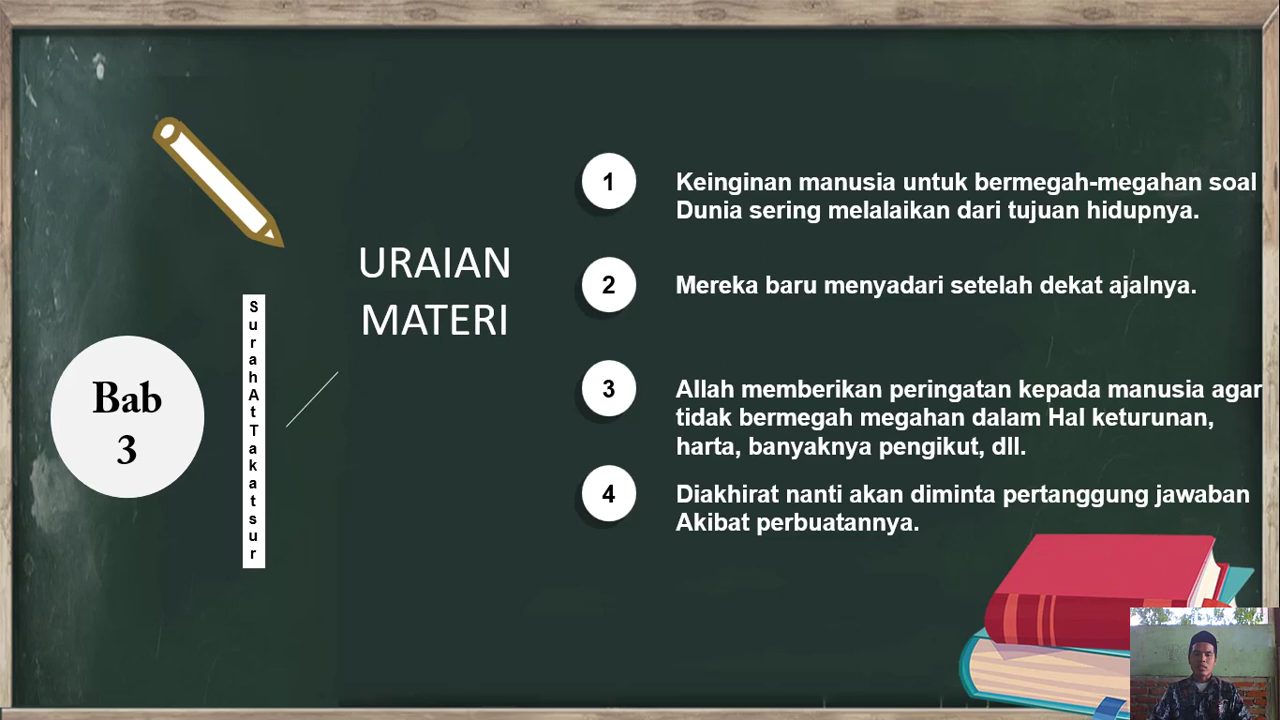 Bab
3
SurahAtTakatsur
URAIAN
MATERI
1
Keinginan manusia untuk bermegah-megahan soal
Dunia sering melalaikan dari tujuan hidupnya.
2
Mereka baru menyadari setelah dekat ajalnya.
3
Allah memberikan peringatan kepada manusia agar
tidak bermegah megahan dalam Hal keturunan,
harta, banyaknya pengikut, dll.
4
Diakhirat nanti akan diminta pertanggung jawaban
Akibat perbuatannya.